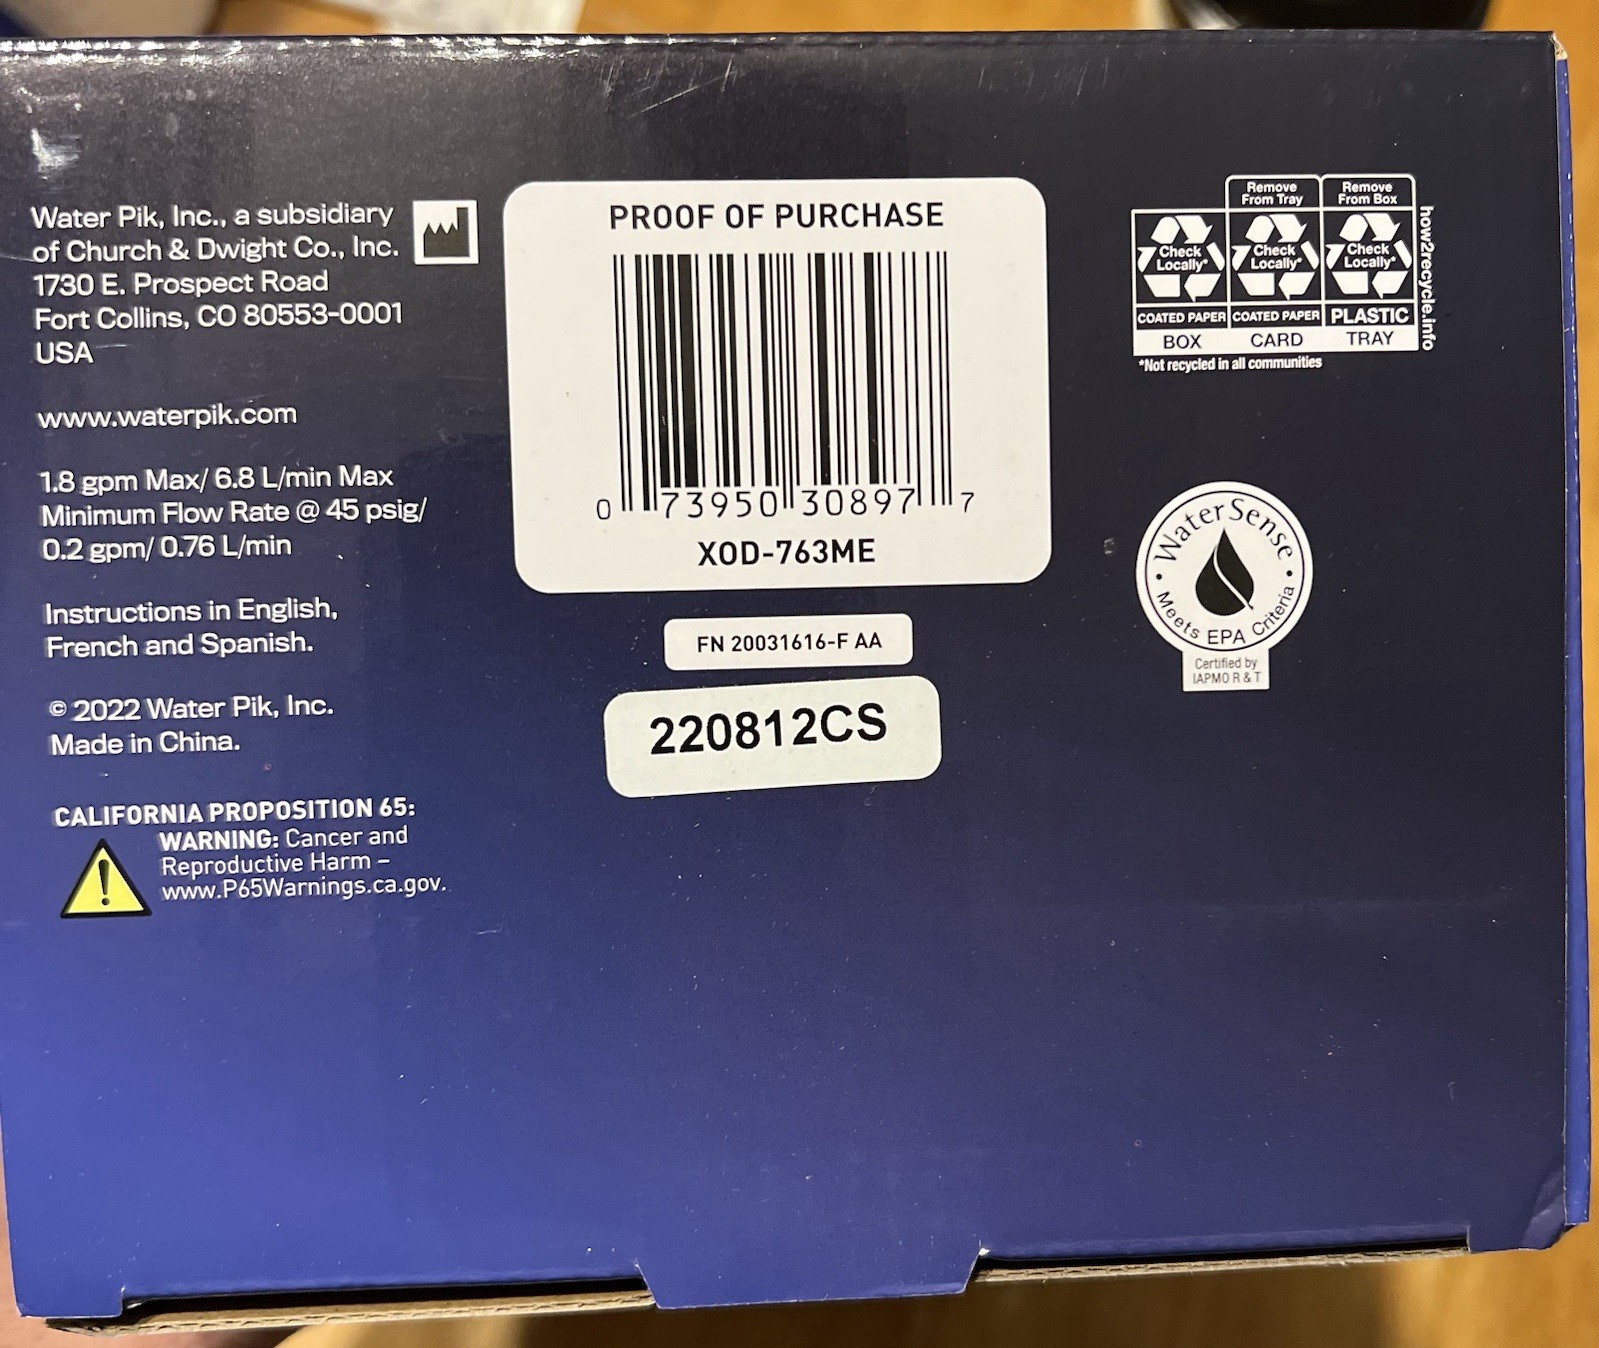 Water Pik, Inc., a subsidiary
of Church & Dwight Co., Inc.
1730 E. Prospect Road
Fort Collins, CO 80553-0001
USA
www.waterpik.com
1.8 gpm Max/ 6.8 L/min Max
Minimum Flow Rate @ 45 psig/
0.2 gpm/ 0.76 L/min
Instructions in English,
French and Spanish.
© 2022 Water Pik, Inc.
Made in China.
CALIFORNIA PROPOSITION 65:
WARNING: Cancer and
Reproductive Harm –
www.P65Warnings.ca.gov.
PROOF OF PURCHASE
0 73950 30897 7
XOD-763ME
FN 20031616-F AA
220812CS
Remove
From Tray
Remove
From Box
Check
Locally*
Check
Locally*
Check
Locally*
COATED PAPER
COATED PAPER
PLASTIC
BOX
CARD
TRAY
*Not recycled in all communities
how2recycle.info
WaterSense
Meets EPA Criteria
Certified by
IAPMO R & T